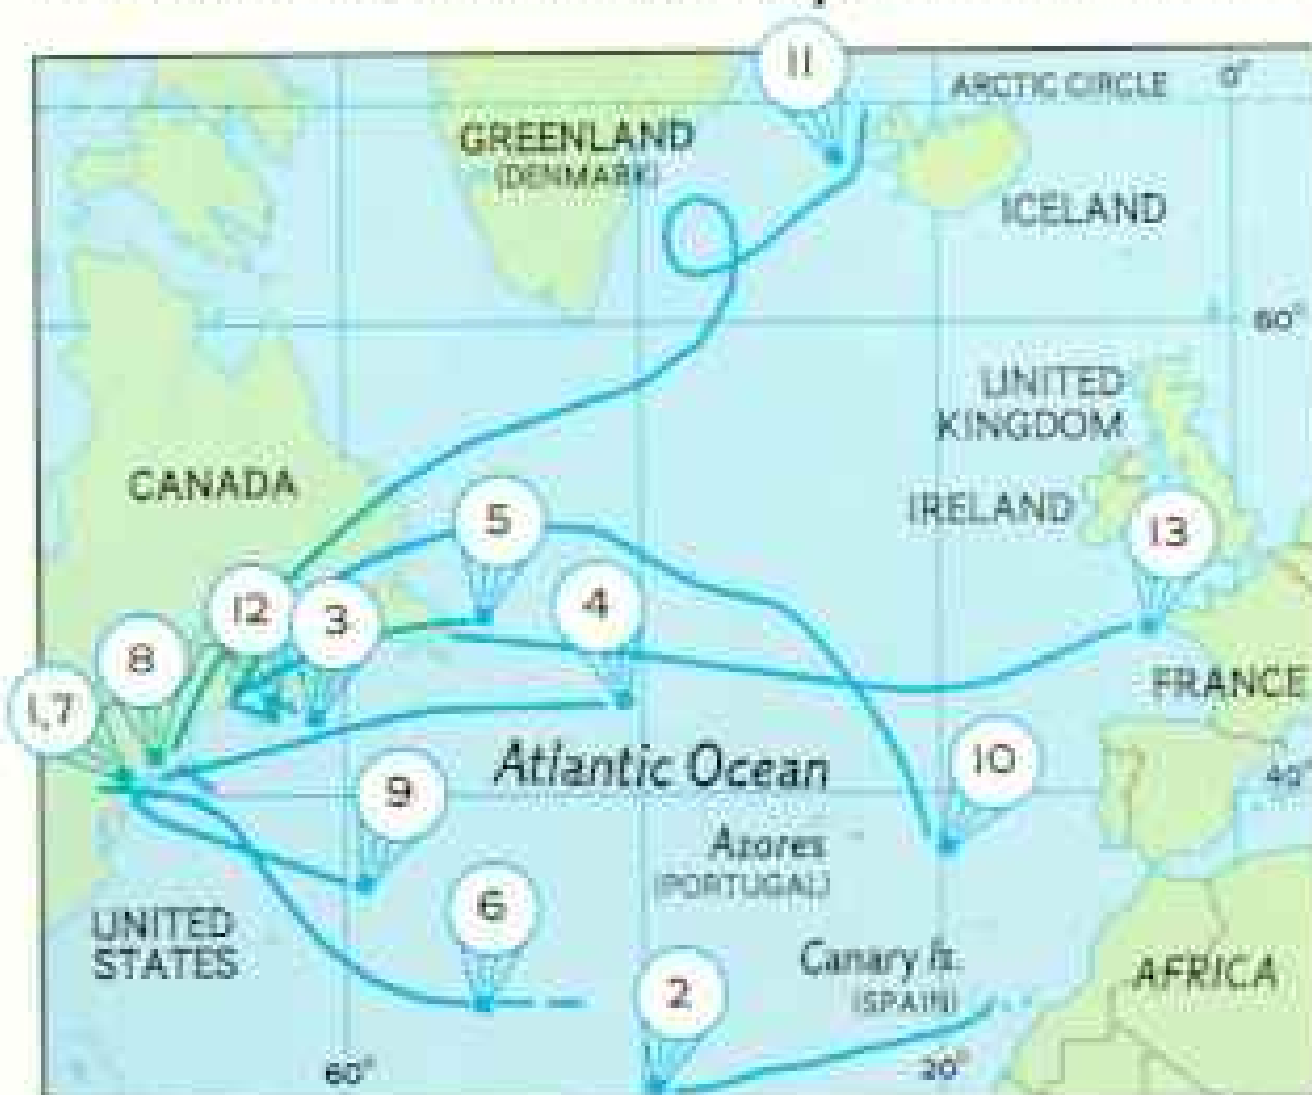 11
ARCTIC CIRCLE
0°
GREENLAND
(DENMARK)
ICELAND
60°
UNITED
KINGDOM
CANADA
IRELAND
5
13
12
3
4
8
1,7
FRANCE
Atlantic Ocean
10
40°
9
Azores
(PORTUGAL)
6
UNITED
STATES
2
Canary Is.
(SPAIN)
AFRICA
60°
20°